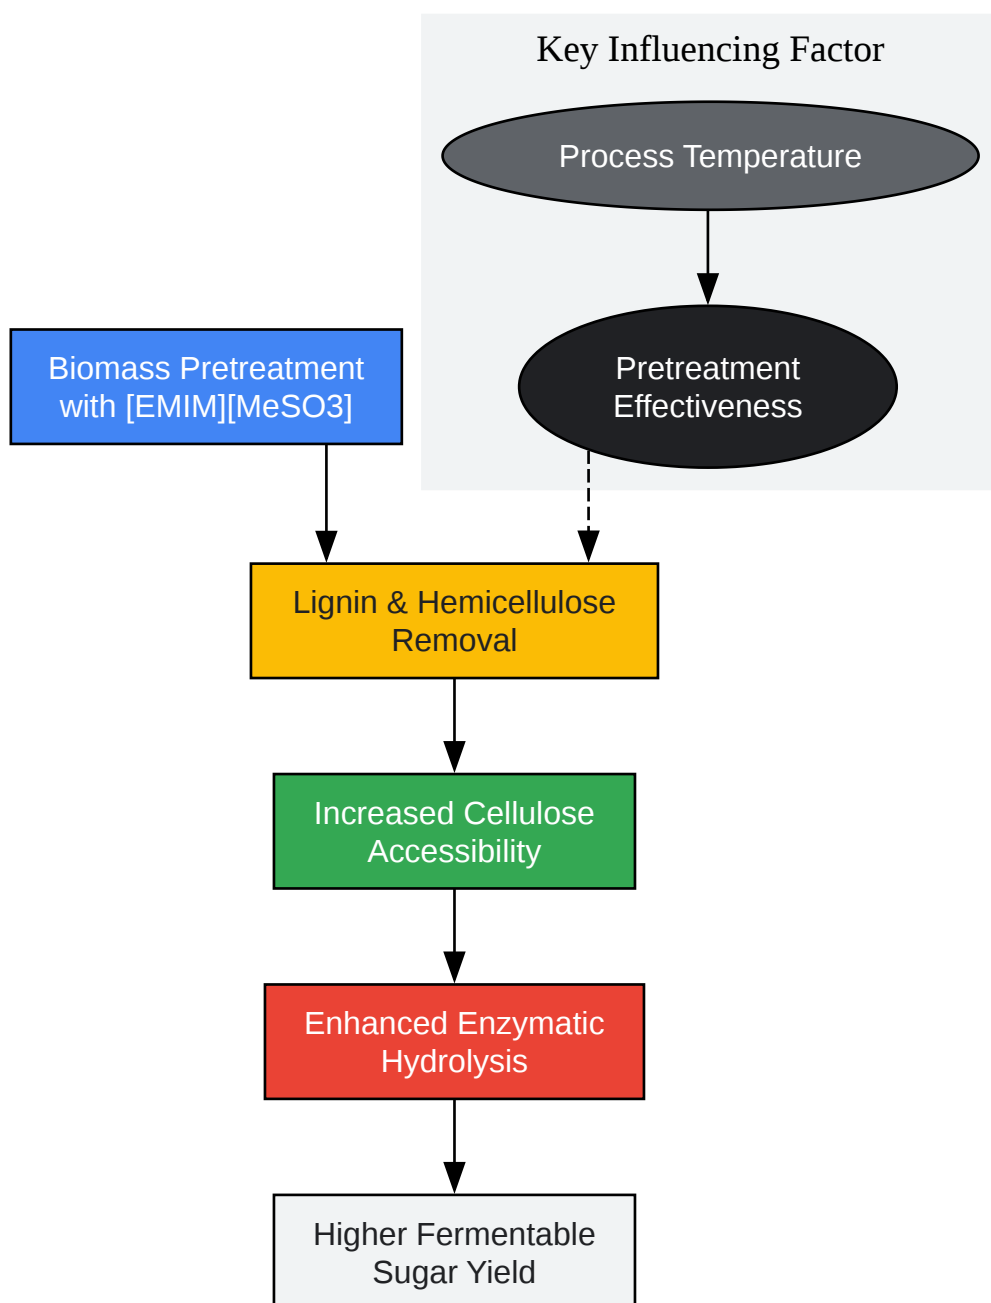 Key Influencing Factor
Process Temperature
Pretreatment
Effectiveness
Biomass Pretreatment
with [EMIM][MeSO3]
Lignin & Hemicellulose
Removal
Increased Cellulose
Accessibility
Enhanced Enzymatic
Hydrolysis
Higher Fermentable
Sugar Yield